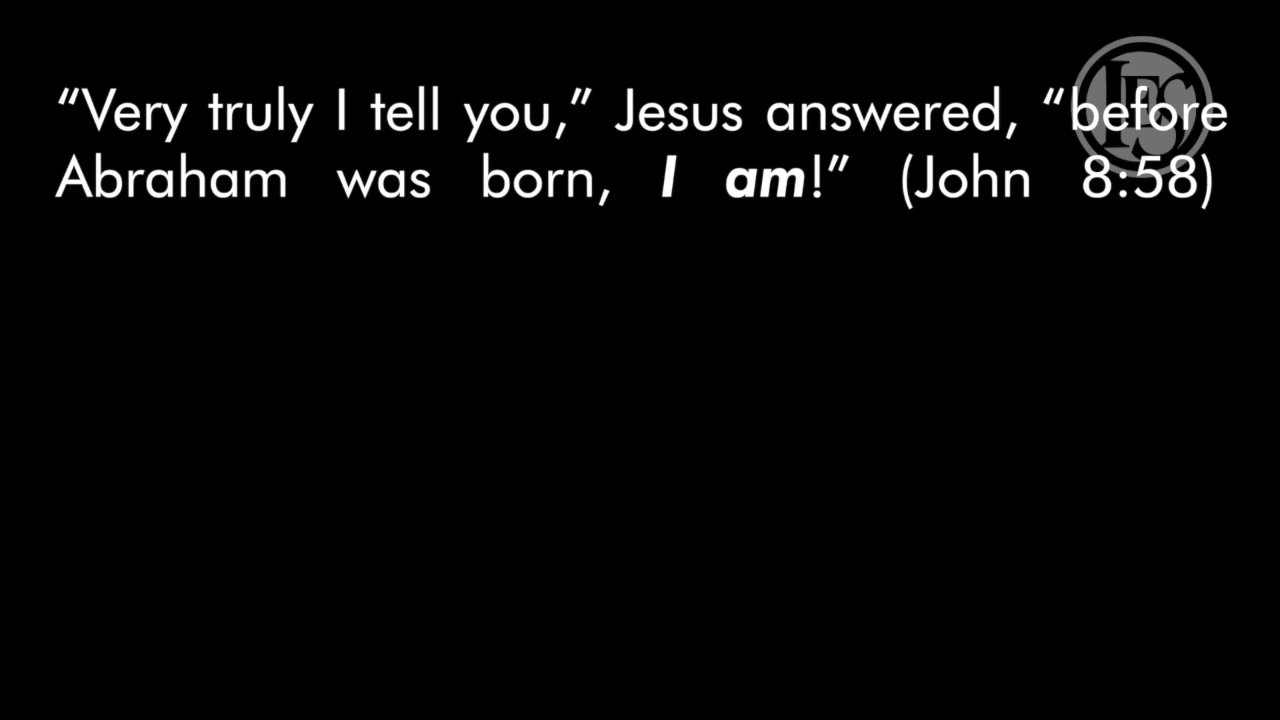 “Very truly I tell you,” Jesus answered, “before
Abraham was born, I am!” (John 8:58)